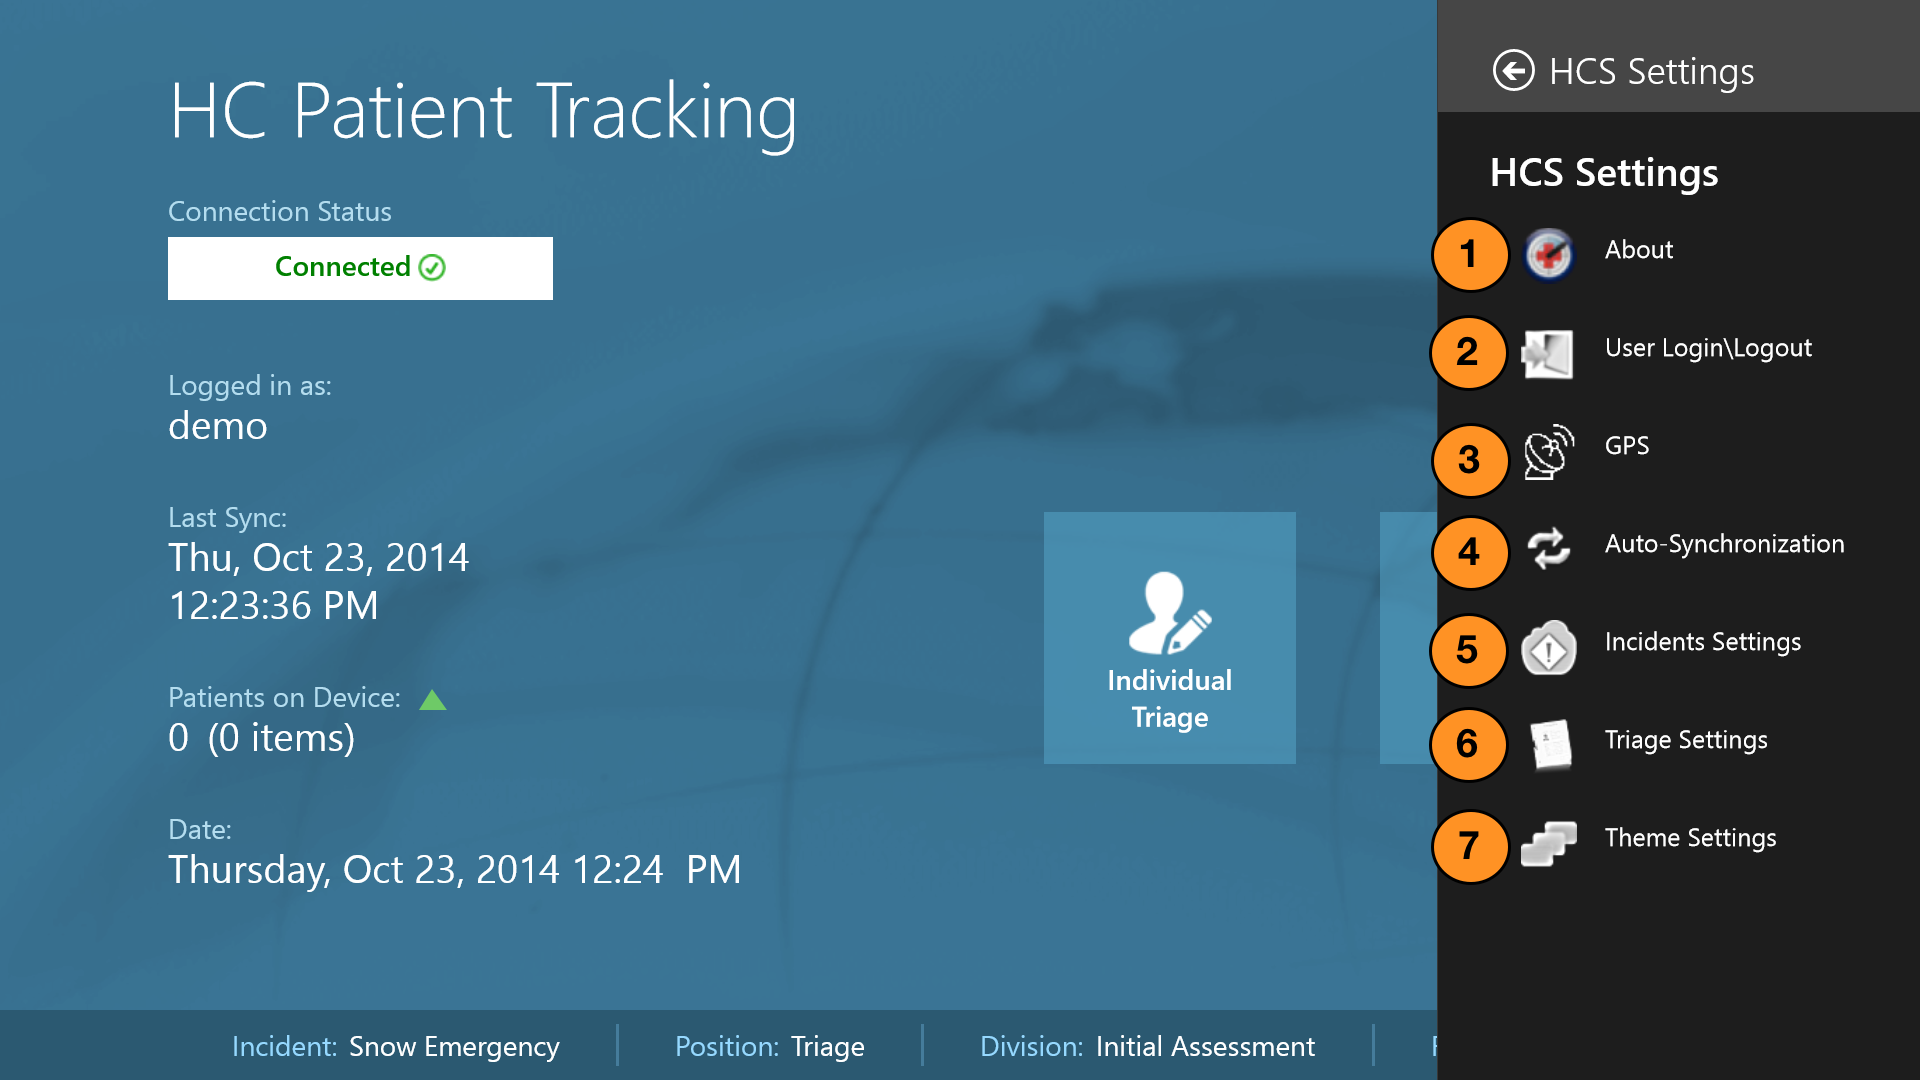 HC Patient Tracking
Connection Status
Connected
Logged in as:
demo
Last Sync:
Thu, Oct 23, 2014
12:23:36 PM
Patients on Device:
0 (0 items)
Date:
Thursday, Oct 23, 2014 12:24 PM
Individual
Triage
Incident: Snow Emergency
Position: Triage
Division: Initial Assessment
HCS Settings
HCS Settings
1 About
2 User Login\Logout
3 GPS
4 Auto-Synchronization
5 Incidents Settings
6 Triage Settings
7 Theme Settings